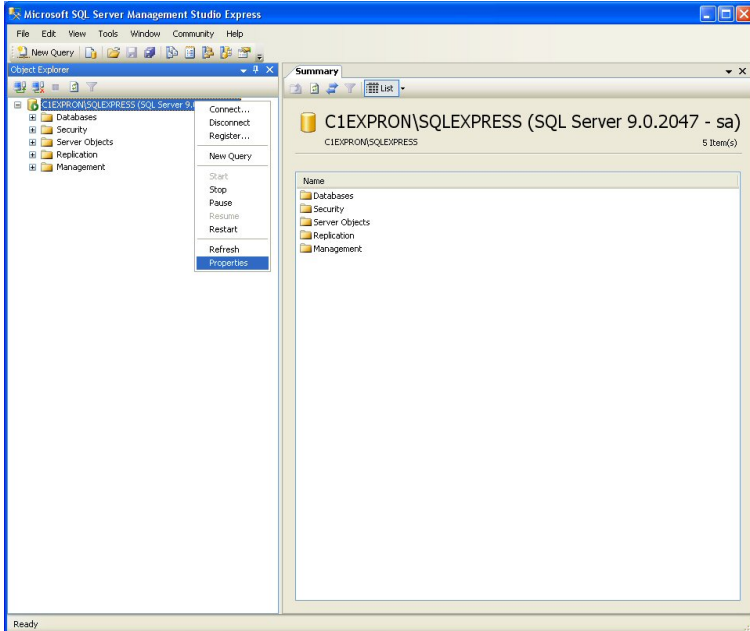 Microsoft SQL Server Management Studio Express
File Edit View Tools Window Community Help
New Query
Object Explorer
Summary
List
C1EXPRON\SQLEXPRESS (SQL Server 9.0
Databases
Security
Server Objects
Replication
Management
Connect...
Disconnect
Register...
New Query
Start
Stop
Pause
Resume
Restart
Refresh
Properties
C1EXPRON\SQLEXPRESS (SQL Server 9.0.2047 - sa)
C1EXPRON\SQLEXPRESS 5 Item(s)
Name
Databases
Security
Server Objects
Replication
Management
Ready